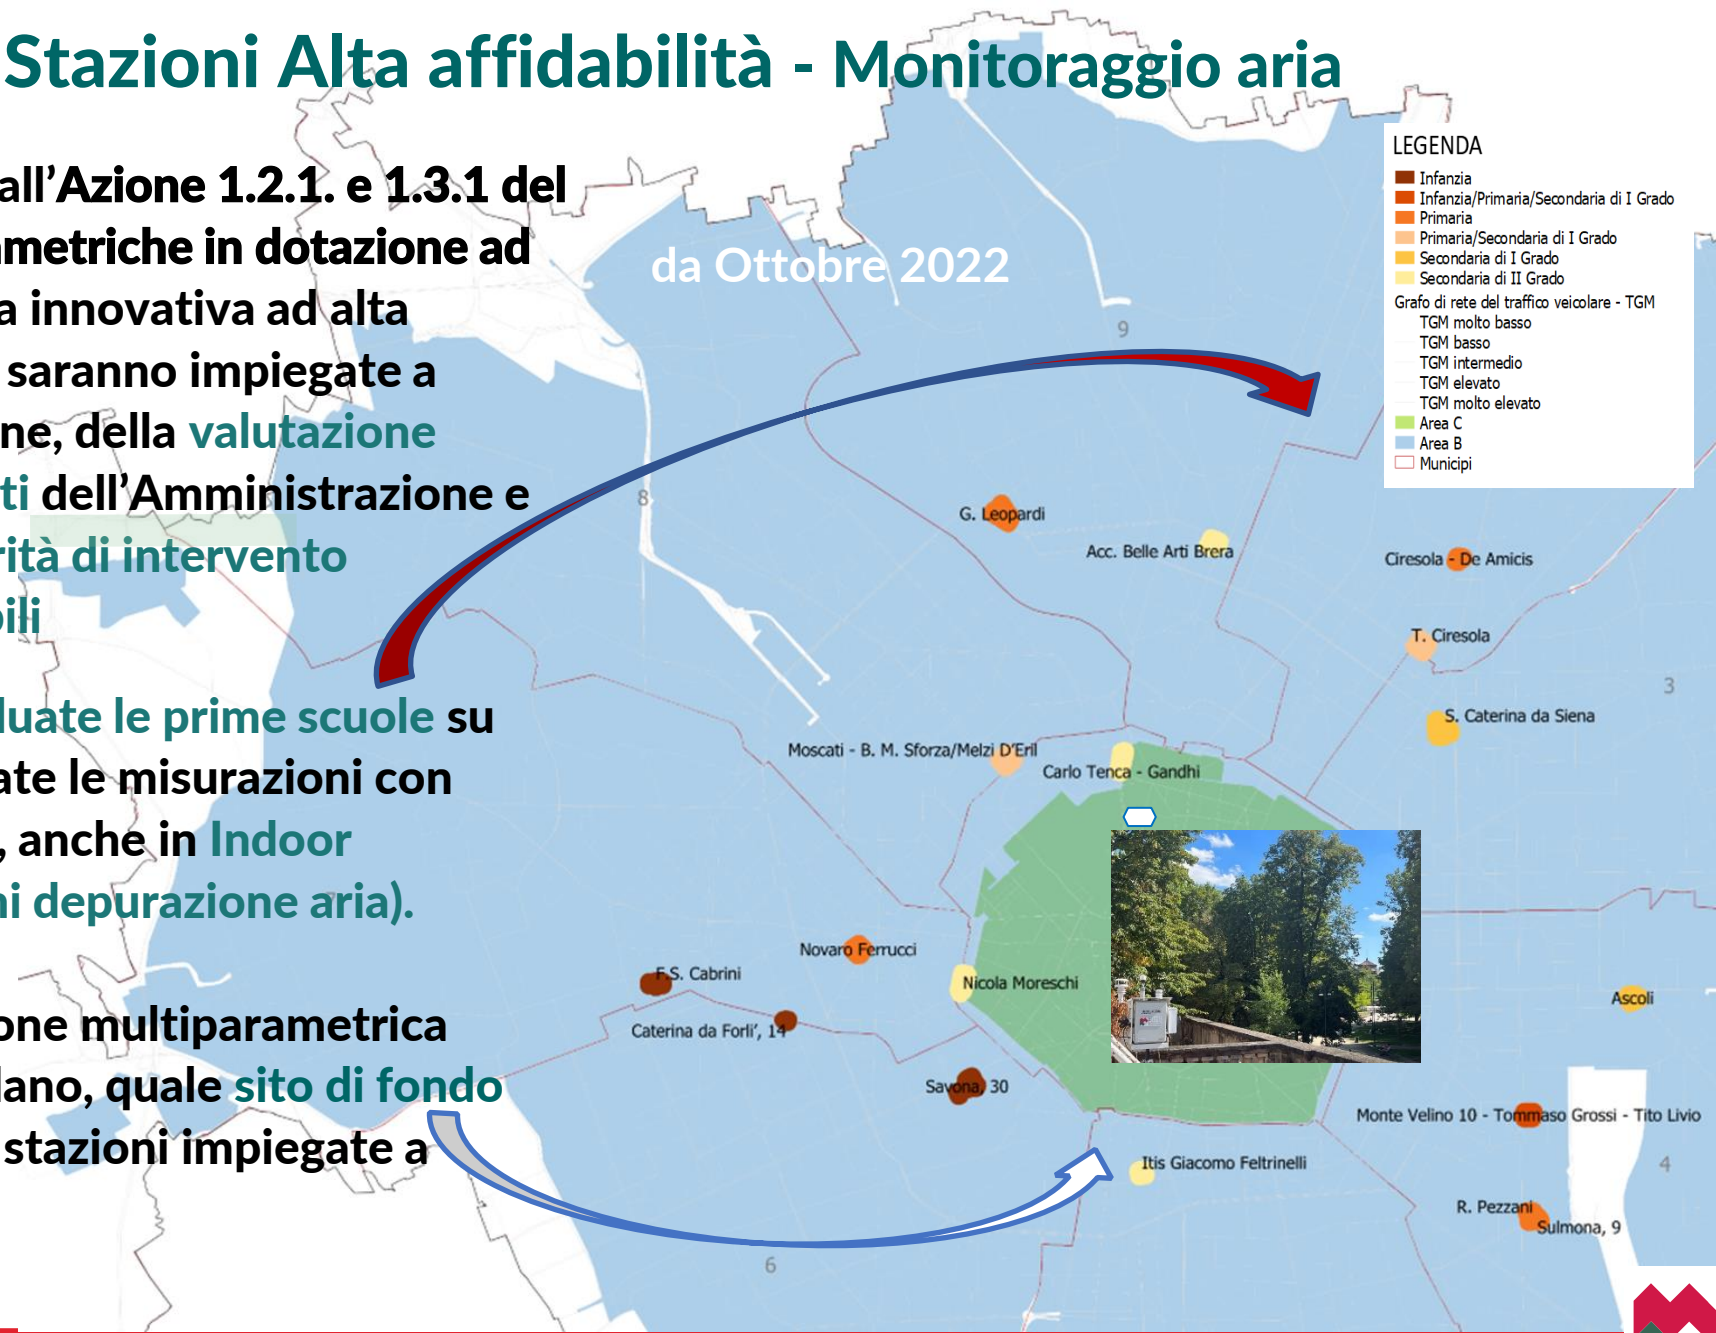 Stazioni Alta affidabilità - Monitoraggio aria
all’Azione 1.2.1. e 1.3.1 del
metriche in dotazione ad
a innovativa ad alta
saranno impiegate a
ne, della valutazione
ti dell’Amministrazione e
rità di intervento
ili
luate le prime scuole su
ate le misurazioni con
, anche in Indoor
ni depurazione aria).
one multiparametrica
lano, quale sito di fondo
stazioni impiegate a
da Ottobre 2022
LEGENDA
Infanzia
Infanzia/Primaria/Secondaria di I Grado
Primaria
Primaria/Secondaria di I Grado
Secondaria di I Grado
Secondaria di II Grado
Grafo di rete del traffico veicolare - TGM
TGM molto basso
TGM basso
TGM intermedio
TGM elevato
TGM molto elevato
Area C
Area B
Municipi
9
8
G. Leopardi
Acc. Belle Arti Brera
Ciresola - De Amicis
T. Ciresola
3
S. Caterina da Siena
Moscati - B. M. Sforza/Melzi D'Eril
Carlo Tenca - Gandhi
7
Novaro Ferrucci
F.S. Cabrini
Nicola Moreschi
Ascoli
Caterina da Forli', 14
Savona, 30
Monte Velino 10 - Tommaso Grossi - Tito Livio
Itis Giacomo Feltrinelli
4
R. Pezzani
Sulmona, 9
6